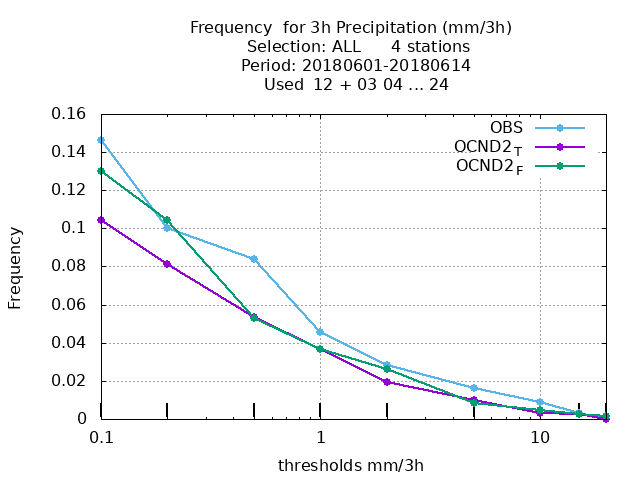 Frequency  for 3h Precipitation (mm/3h)
Selection: ALL      4 stations
Period: 20180601-20180614
Used  12 + 03 04 ... 24
0.16
0.14
0.12
0.1
0.08
0.06
0.04
0.02
0
Frequency
OBS
OCND2 T
OCND2 F
0.1 1 10
thresholds mm/3h